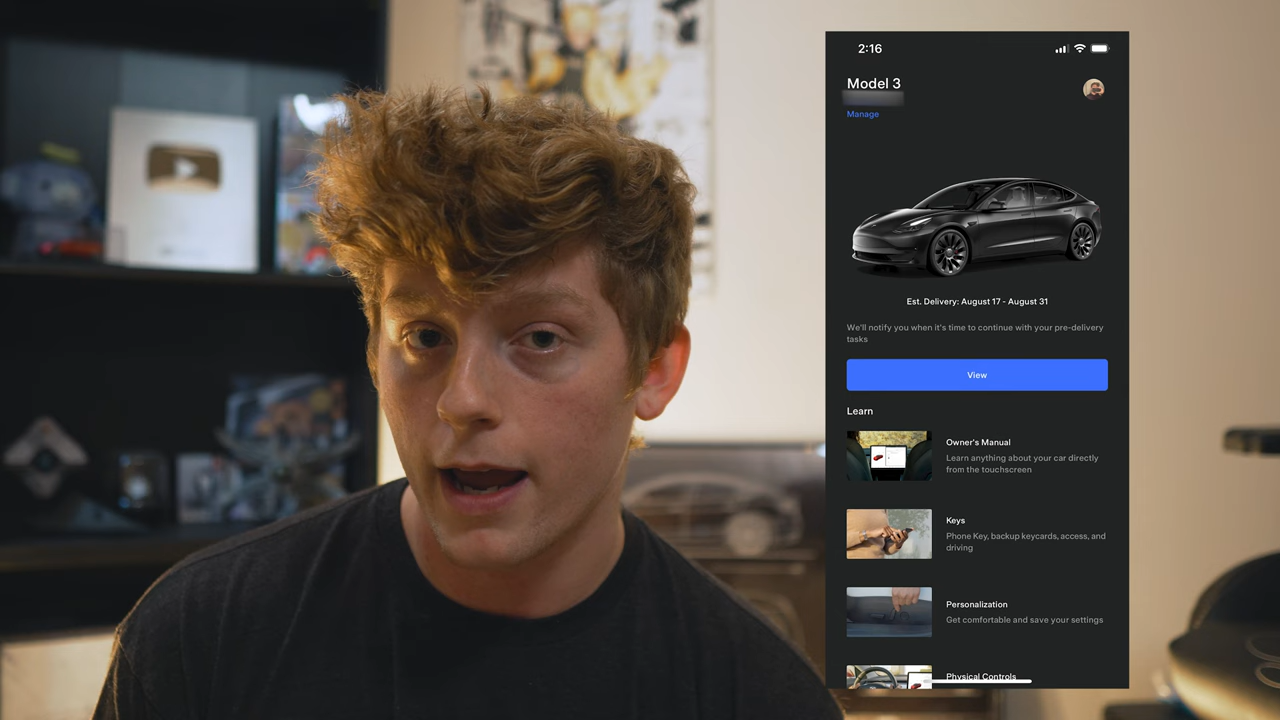 2:16
Model 3
Manage
Est. Delivery: August 17 - August 31
We'll notify you when it's time to continue with your pre-delivery
tasks
View
Learn
Owner's Manual
Learn anything about your car directly
from the touchscreen
Keys
Phone Key, backup keycards, access, and
driving
Personalization
Get comfortable and save your settings
Physical Controls